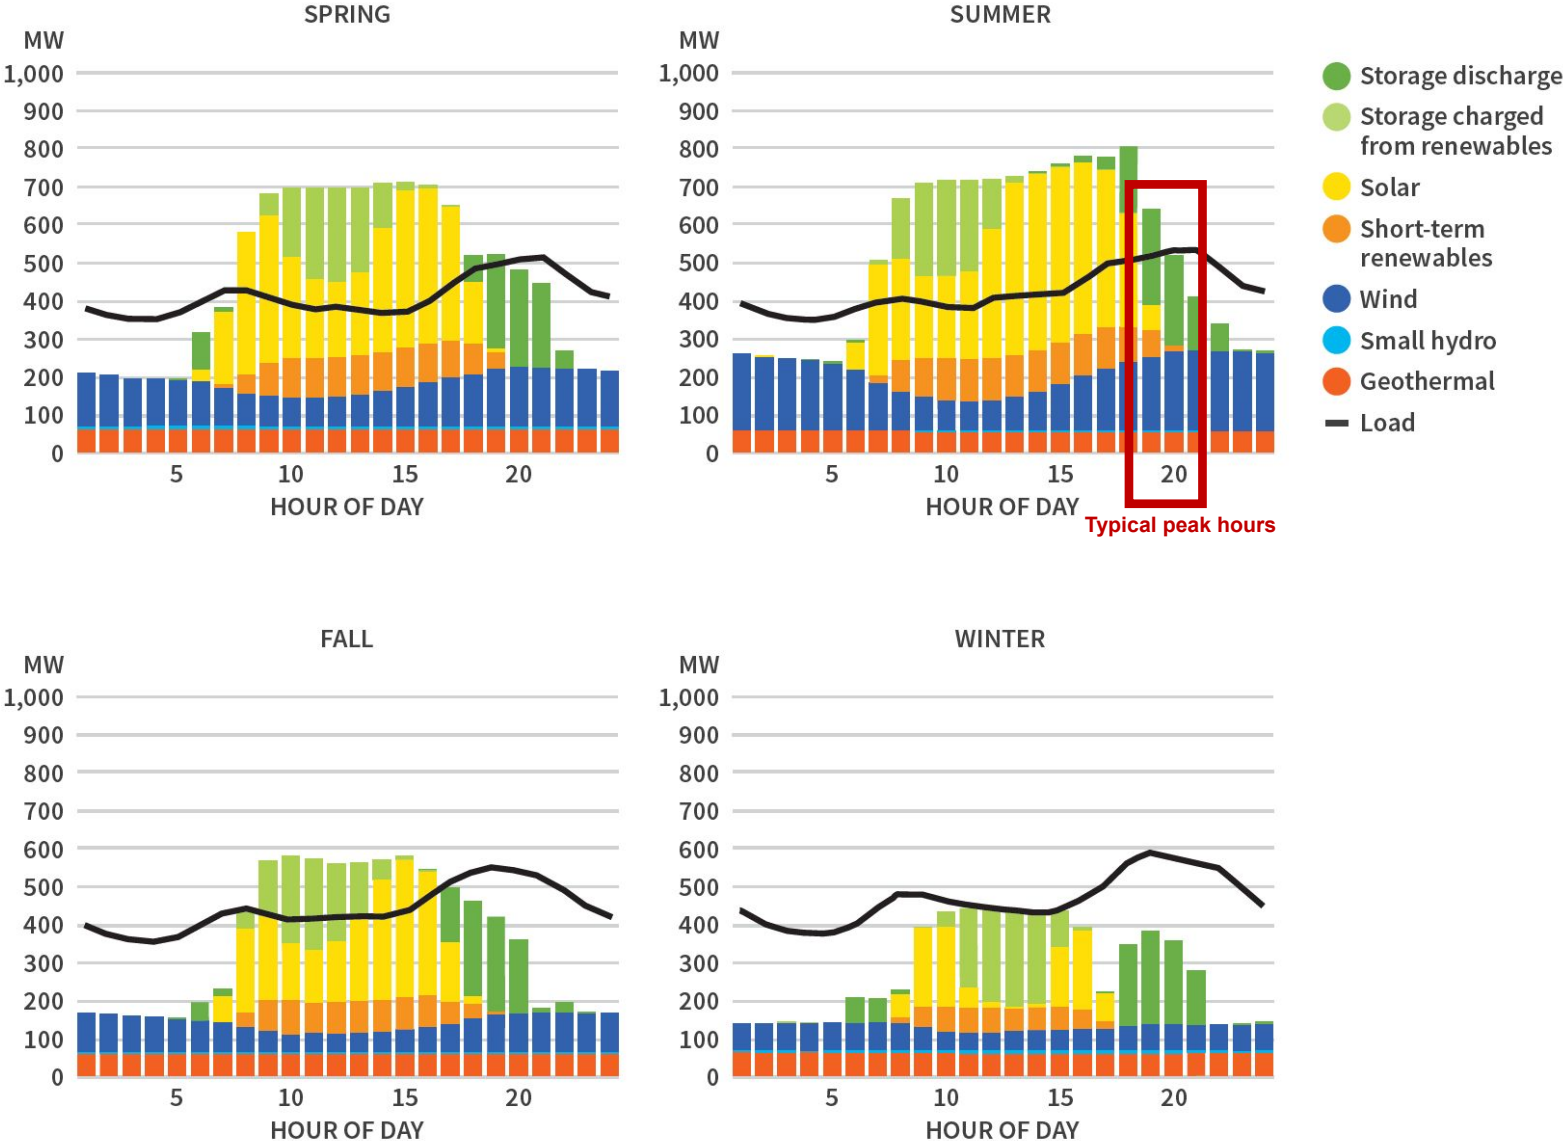 SPRING
MW
1,000
900
800
700
600
500
400
300
200
100
0
5 10 15 20
HOUR OF DAY
SUMMER
MW
1,000
900
800
700
600
500
400
300
200
100
0
5 10 15 20
HOUR OF DAY
Typical peak hours
Storage discharge
Storage charged
from renewables
Solar
Short-term
renewables
Wind
Small hydro
Geothermal
Load
FALL
MW
1,000
900
800
700
600
500
400
300
200
100
0
5 10 15 20
HOUR OF DAY
WINTER
MW
1,000
900
800
700
600
500
400
300
200
100
0
5 10 15 20
HOUR OF DAY